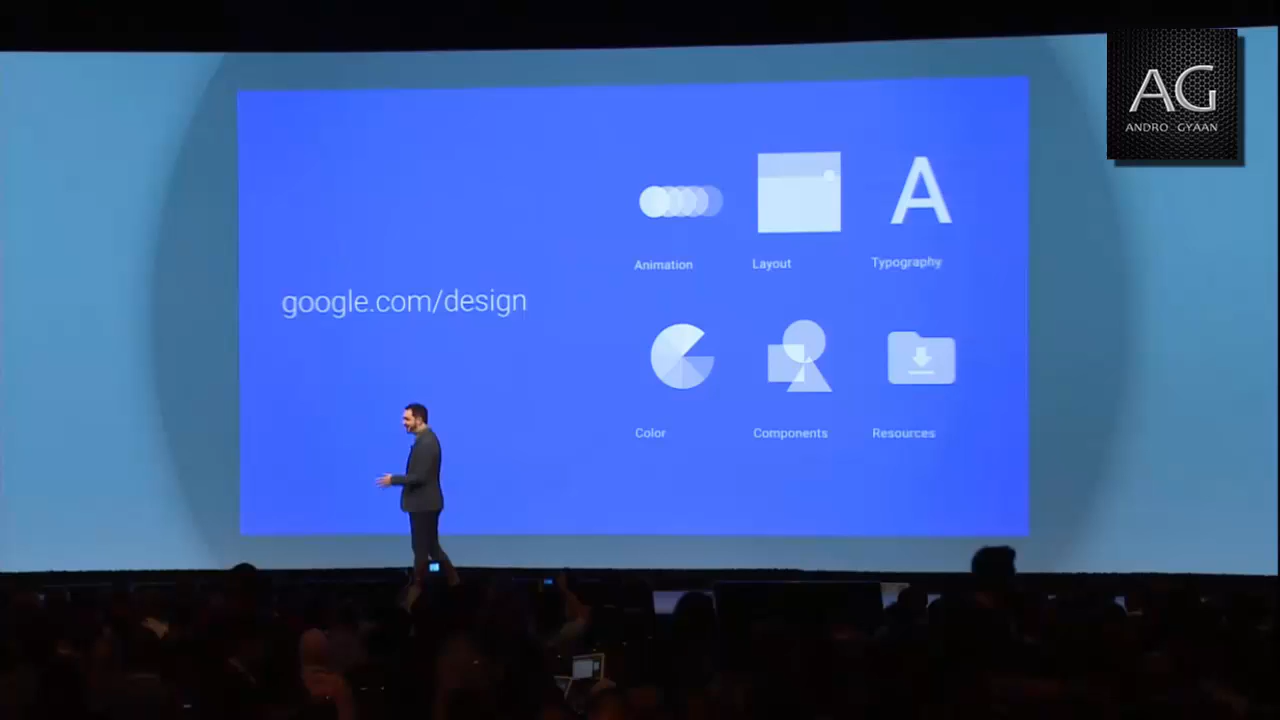 AG
ANDRO GYAAN
google.com/design
Animation
Layout
Typography
Color
Components
Resources
A